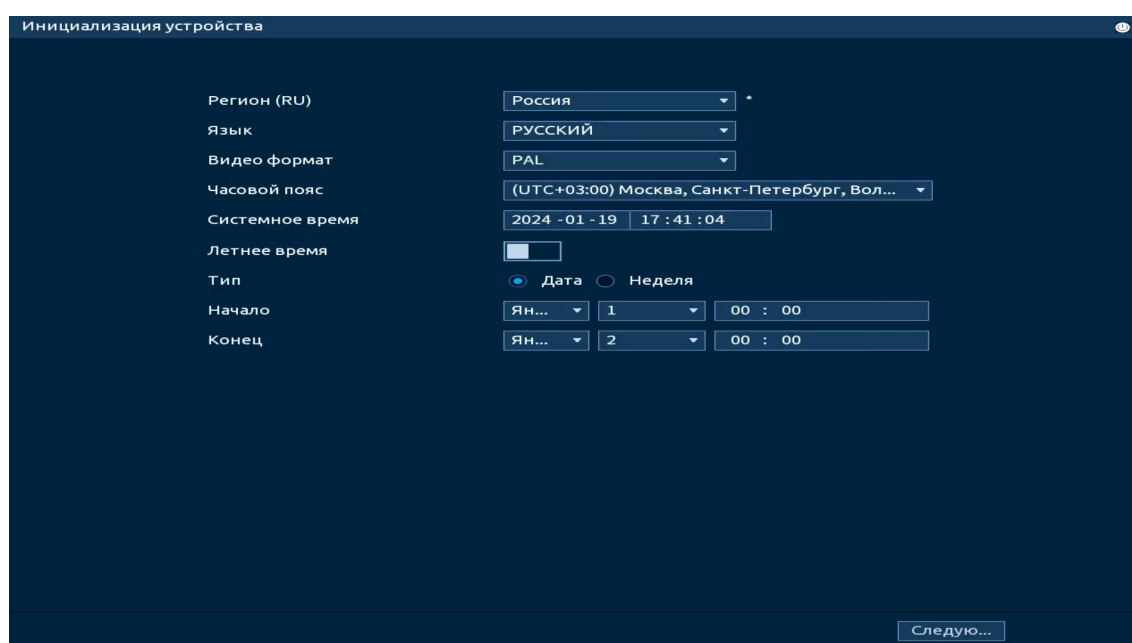 Инициализация устройства
Регион (RU) Россия *
Язык РУССКИЙ
Видео формат PAL
Часовой пояс (UTC+03:00) Москва, Санкт-Петербург, Вол...
Системное время 2024 - 01 - 19 17 : 41 : 04
Летнее время
Тип Дата Неделя
Начало Ян... 1 00 : 00
Конец Ян... 2 00 : 00
Следую...